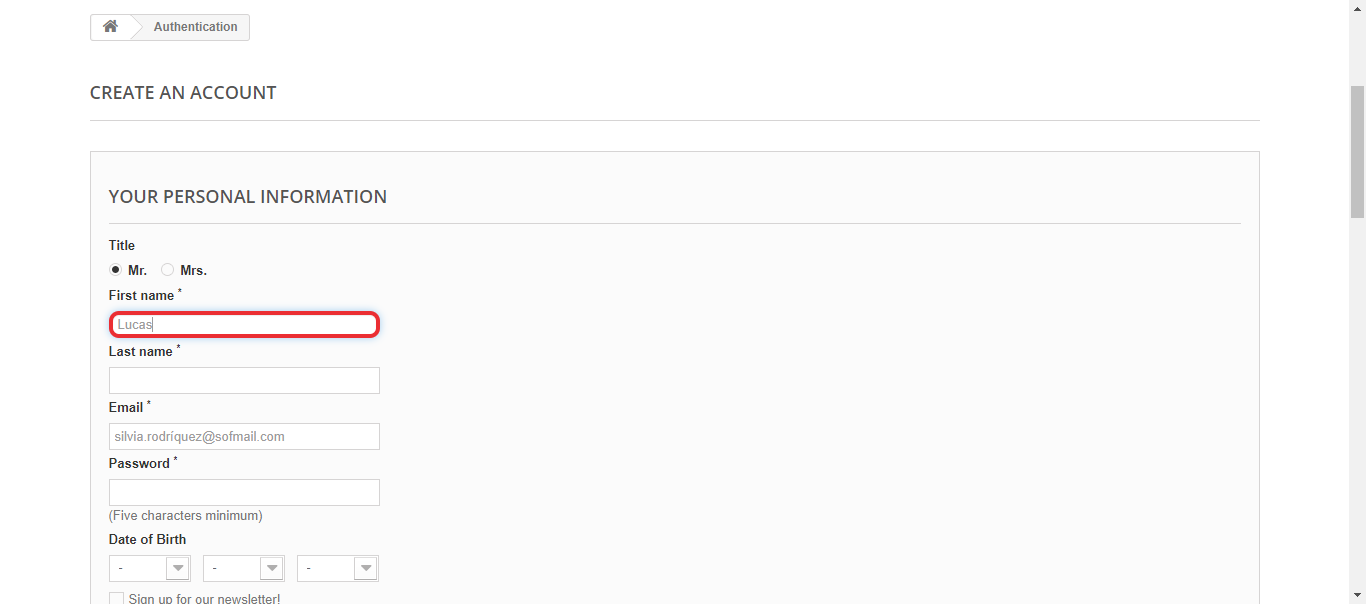 Authentication
CREATE AN ACCOUNT
YOUR PERSONAL INFORMATION
Title
Mr. Mrs.
First name *
Lucas
Last name *
Email *
silvia.rodríquez@sofmail.com
Password *
(Five characters minimum)
Date of Birth
- - -
Sign up for our newsletter!